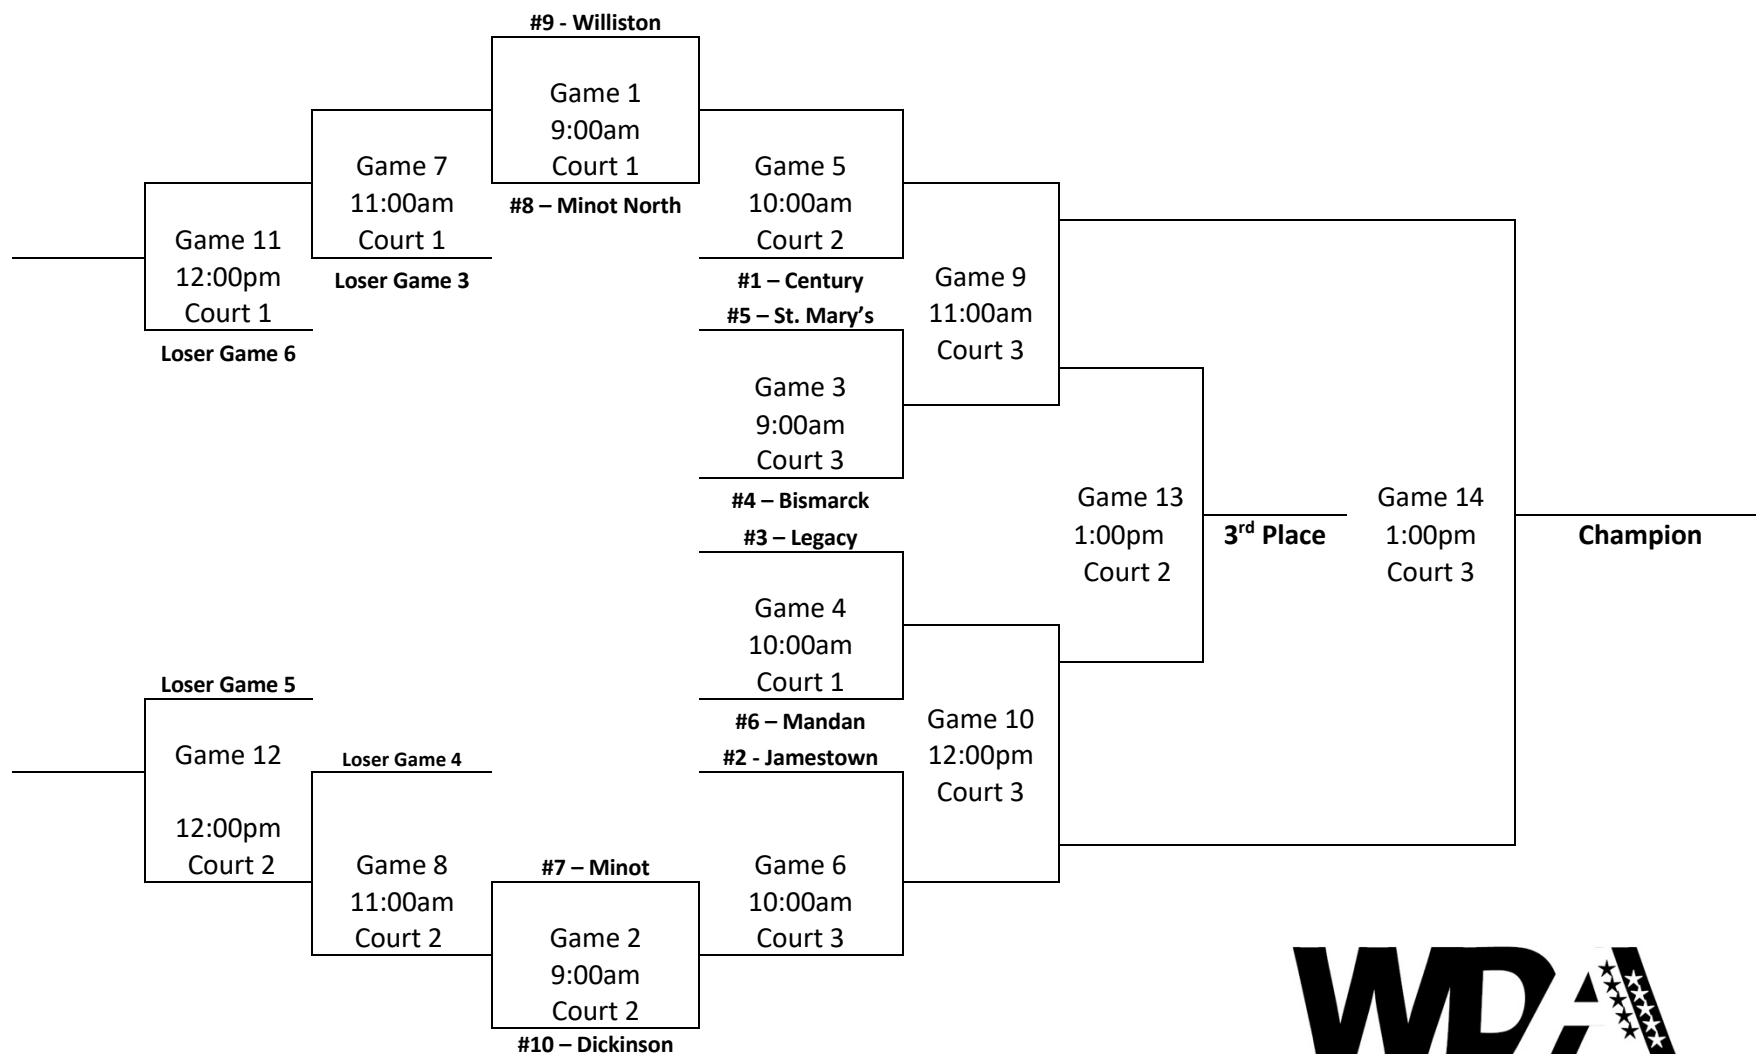 #9 - Williston
Game 1
9:00am
Court 1
#8 – Minot North
Game 7
11:00am
Court 1
Loser Game 3
Game 11
12:00pm
Court 1
Loser Game 6
Game 5
10:00am
Court 2
#1 – Century
#5 – St. Mary’s
Game 3
9:00am
Court 3
#4 – Bismarck
Game 9
11:00am
Court 3
#3 – Legacy
Game 4
10:00am
Court 1
#6 – Mandan
#2 - Jamestown
Game 6
10:00am
Court 3
Game 10
12:00pm
Court 3
Game 13
1:00pm
Court 2
3rd Place
Game 14
1:00pm
Court 3
Champion
Loser Game 5
Game 12
12:00pm
Court 2
Loser Game 4
Game 8
11:00am
Court 2
#7 – Minot
Game 2
9:00am
Court 2
#10 – Dickinson
WDA